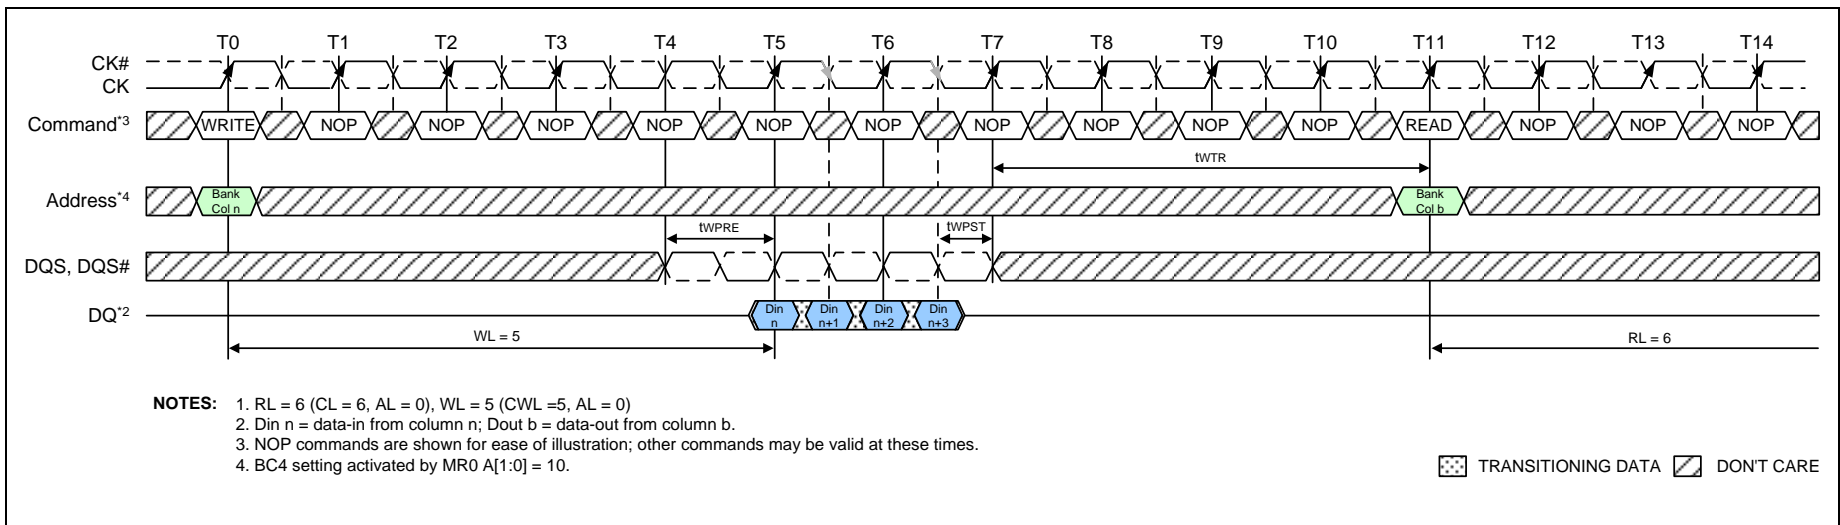 T0 T1 T2 T3 T4 T5 T6 T7 T8 T9 T10 T11 T12 T13 T14
CK#
CK
Command*3 WRITE NOP NOP NOP NOP NOP NOP NOP NOP NOP NOP READ NOP NOP NOP
tWTR
Address*4 Bank Col n Bank Col b
tWPRE tWPST
DQS, DQS#
DQ*2 Din n Din n+1 Din n+2 Din n+3
WL = 5 RL = 6
NOTES: 1. RL = 6 (CL = 6, AL = 0), WL = 5 (CWL =5, AL = 0)
2. Din n = data-in from column n; Dout b = data-out from column b.
3. NOP commands are shown for ease of illustration; other commands may be valid at these times.
4. BC4 setting activated by MR0 A[1:0] = 10.
TRANSITIONING DATA DON'T CARE